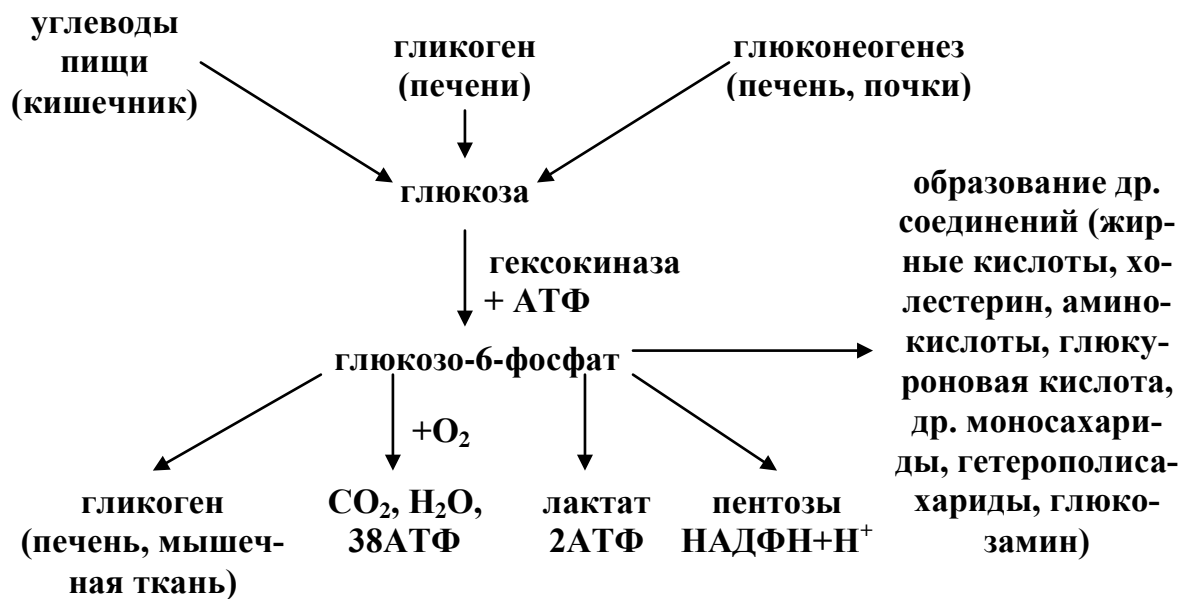 углеводы
пищи
(кишечник)
гликоген
(печени)
глюконеогенез
(печень, почки)
глюкоза
гексокиназа
+ АТФ
глюкозо-6-фосфат
+O₂
гликоген
(печень, мышеч-
ная ткань)
CO₂, H₂O,
38АТФ
лактат
2АТФ
пентозы
НАДФН+Н⁺
образование др.
соединений (жир-
ные кислоты, хо-
лестерин, амино-
кислоты, глюку-
роновая кислота,
др. моносахари-
ды, гетерополиса-
хариды, глюко-
замин)